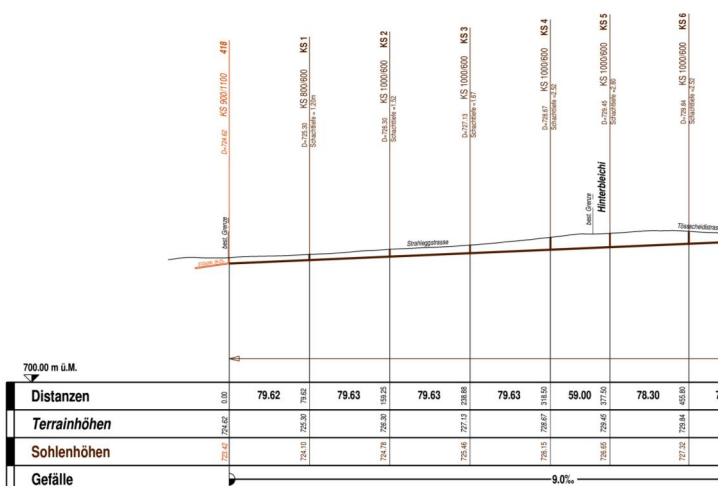 418
KS 900/1100
D=724.62
KS 1
KS 800/600
D=725.30
Schachttiefe = 1.20m
KS 2
KS 1000/600
D=726.30
Schachttiefe =1.52
KS 3
KS 1000/600
D=727.13
Schachttiefe =1.67
KS 4
KS 1000/600
D=728.67
Schachttiefe =2.52
KS 5
KS 1000/600
D=729.45
Schachttiefe =2.80
KS 6
KS 1000/600
D=729.84
Schachttiefe =2.52
best. Grenze
Strahleggstrasse
best. Grenze
Hinterbleichi
700.00 m ü.M.
Distanzen 0.00 79.62 79.62 79.63 159.25 79.63 238.88 79.63 318.50 59.00 377.50 78.30 455.80
Terrainhöhen 724.62 725.30 726.30 727.13 728.67 729.45 729.84
Sohlenhöhen 723.42 724.10 724.78 725.46 726.15 726.65 727.32
Gefälle 9.0‰